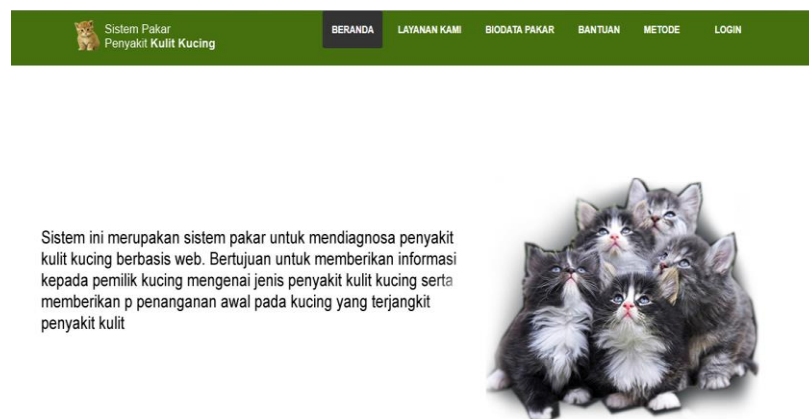 Sistem Pakar
Penyakit Kulit Kucing
BERANDA LAYANAN KAMI BIODATA PAKAR BANTUAN METODE LOGIN
Sistem ini merupakan sistem pakar untuk mendiagnosa penyakit
kulit kucing berbasis web. Bertujuan untuk memberikan informasi
kepada pemilik kucing mengenai jenis penyakit kulit kucing serta
memberikan p penanganan awal pada kucing yang terjangkit
penyakit kulit